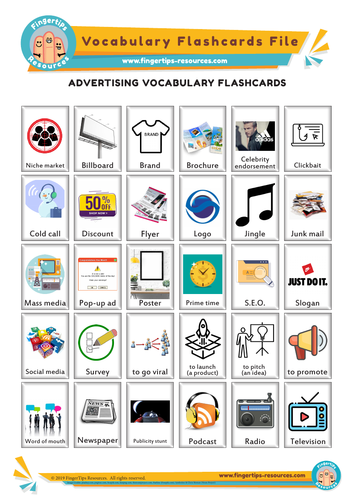 Fingertips
Resources
Vocabulary Flashcards File
www.fingertips-resources.com
ADVERTISING VOCABULARY FLASHCARDS
Niche market
Billboard
BRAND
Brand
Brochure
adidas
Celebrity
endorsement
Clickbait
Cold call
50%
OFF
Discount
Flyer
Logo
Jingle
Junk mail
Mass media
Pop-up ad
Poster
Prime time
S.E.O.
JUST DO IT.
Slogan
Social media
Survey
to go viral
to launch
(a product)
to pitch
(an idea)
to promote
Word of mouth
NEWS
Newspaper
Publicity stunt
Podcast
Radio
Television
© 2019 FingerTips Resources. All rights reserved.
www.fingertips-resources.com
Fingertips
Resources